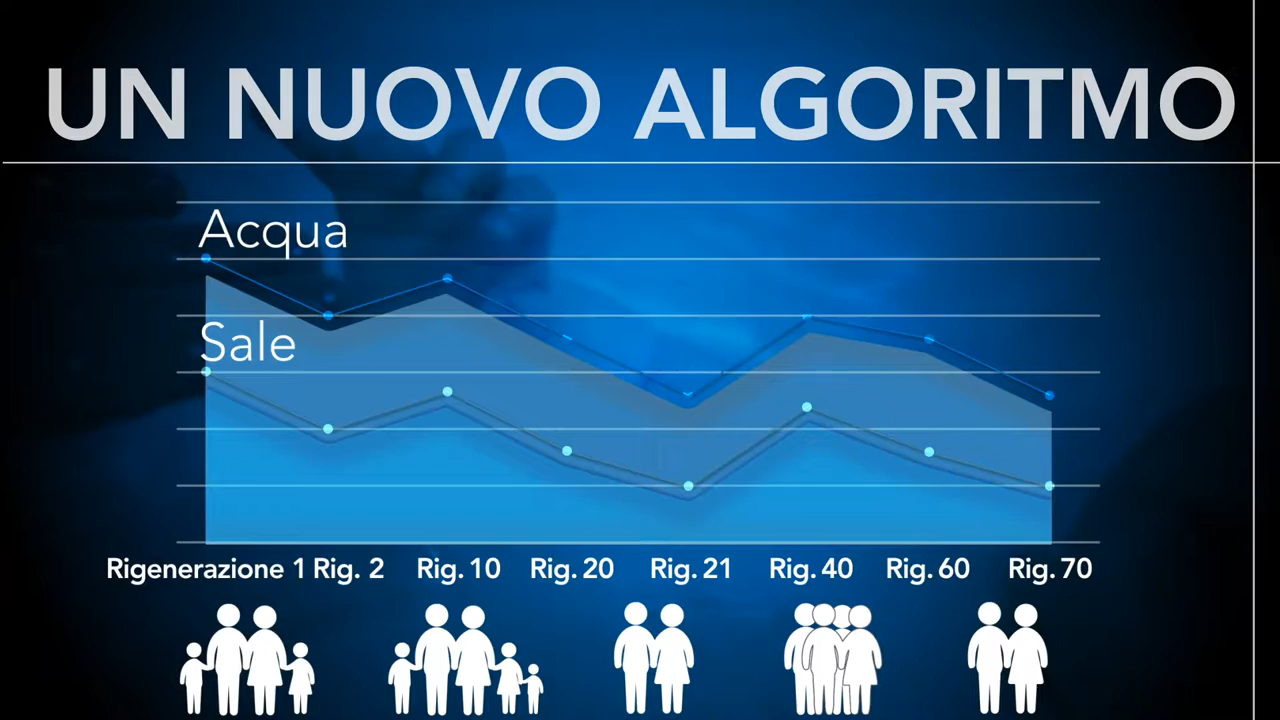 UN NUOVO ALGORITMO
Acqua
Sale
Rigenerazione 1 Rig. 2 Rig. 10 Rig. 20 Rig. 21 Rig. 40 Rig. 60 Rig. 70